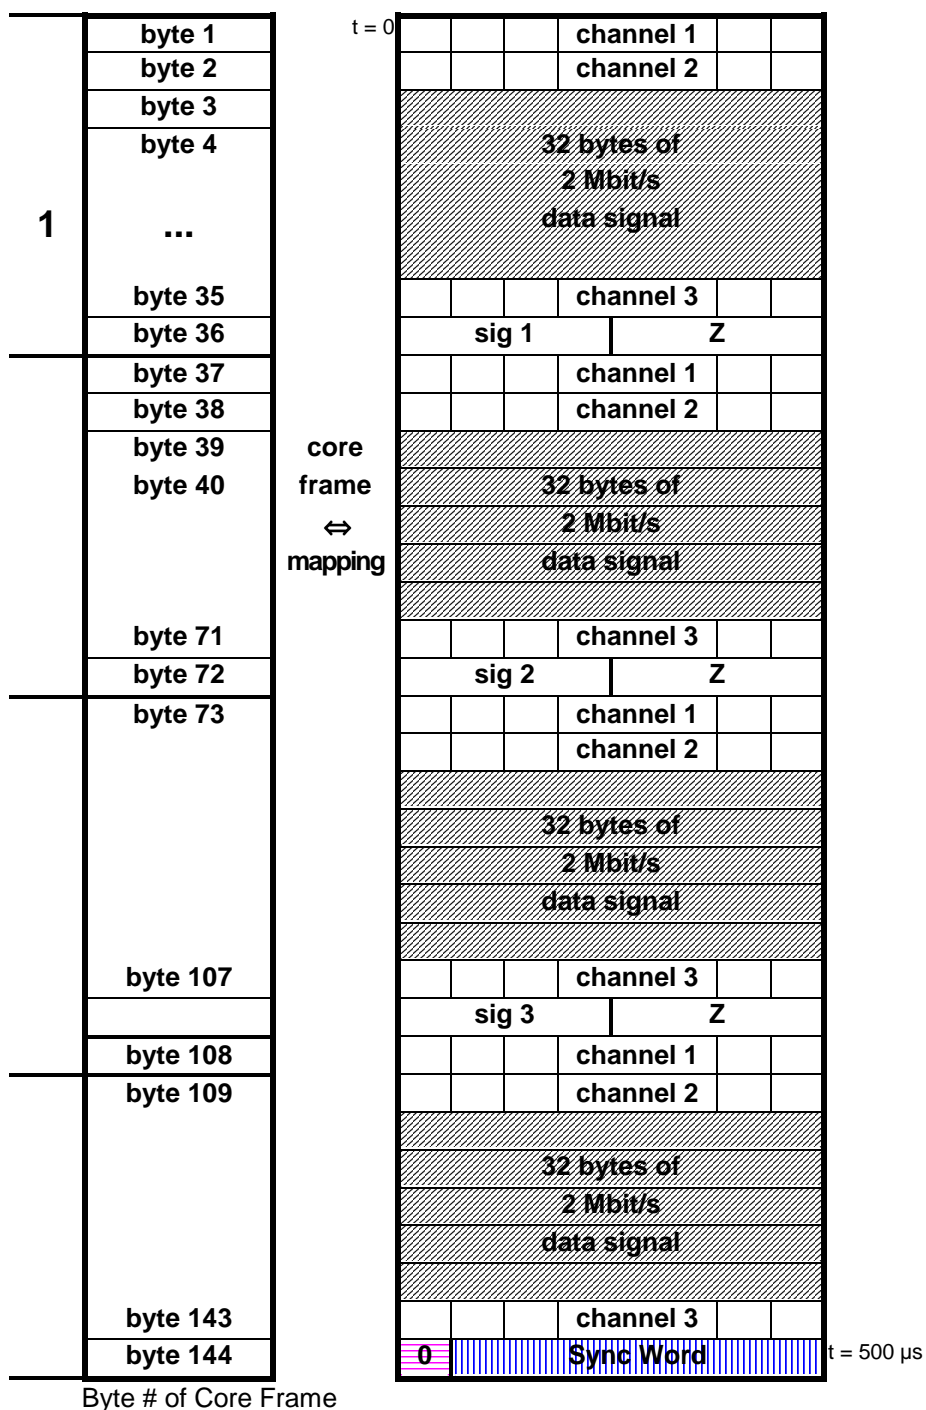 byte 1 t = 0 channel 1
byte 2 channel 2
byte 3
byte 4 32 bytes of
2 Mbit/s
1 ... data signal
byte 35 channel 3
byte 36 sig 1 Z
byte 37 channel 1
byte 38 channel 2
byte 39 core
byte 40 frame 32 bytes of
⇔ 2 Mbit/s
mapping data signal
byte 71 channel 3
byte 72 sig 2 Z
byte 73 channel 1
channel 2
32 bytes of
2 Mbit/s
data signal
byte 107 channel 3
sig 3 Z
byte 108 channel 1
byte 109 channel 2
32 bytes of
2 Mbit/s
data signal
byte 143 channel 3
byte 144 0 Sync Word t = 500 µs
Byte # of Core Frame